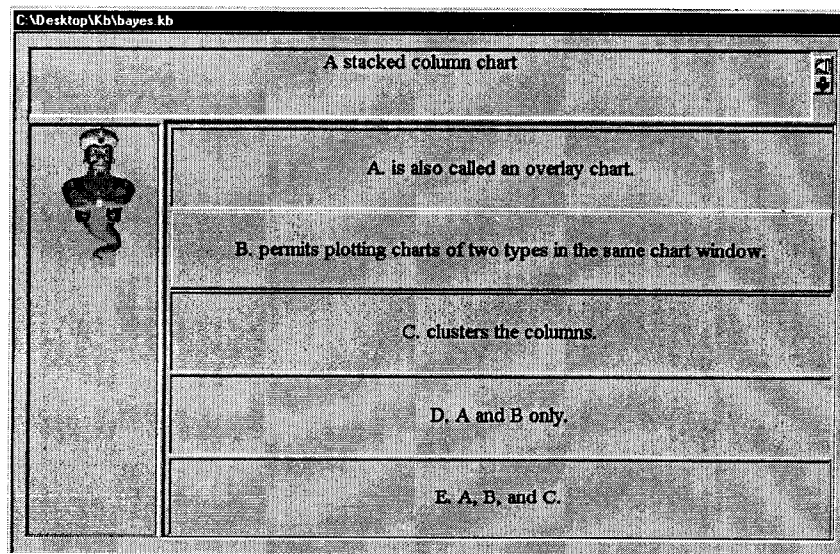 C:\Desktop\Kb\bayes.kb
A stacked column chart
A. is also called an overlay chart.
B. permits plotting charts of two types in the same chart window.
C. clusters the columns.
D. A and B only.
E. A, B, and C.